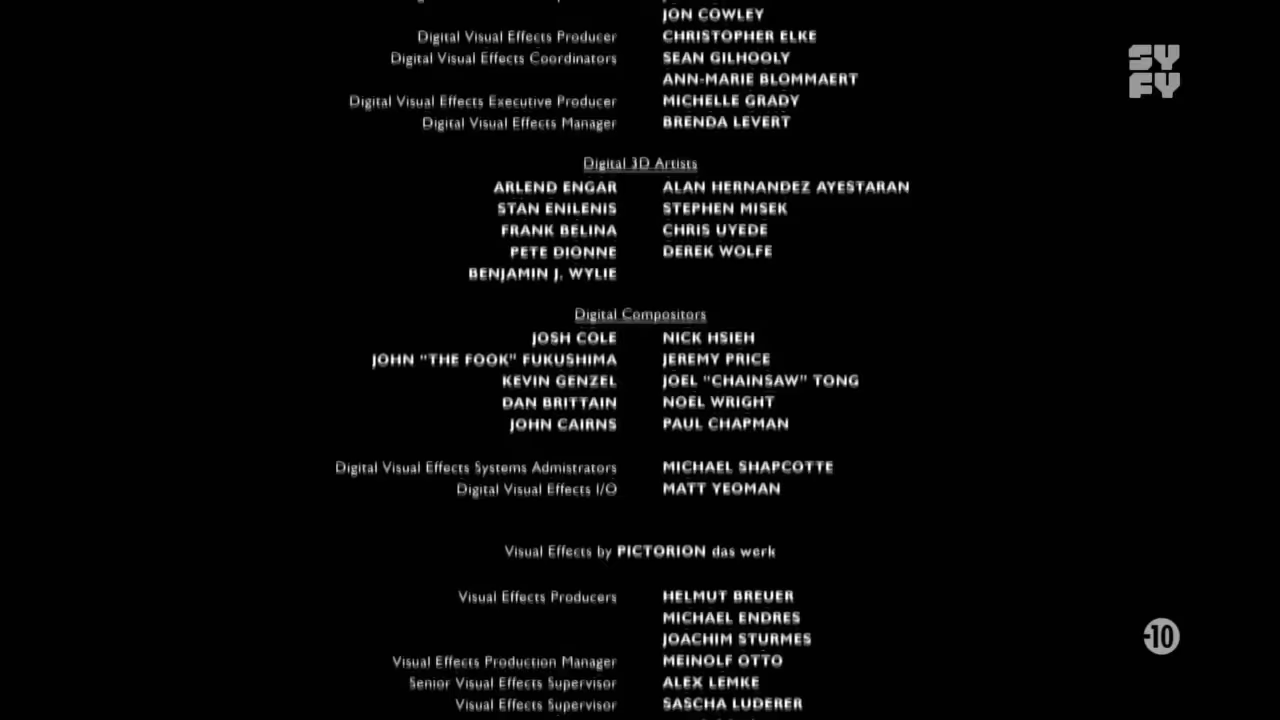 JON COWLEY
Digital Visual Effects Producer CHRISTOPHER ELKE
Digital Visual Effects Coordinators SEAN GILHOOLY
ANN-MARIE BLOMMAERT
Digital Visual Effects Executive Producer MICHELLE GRADY
Digital Visual Effects Manager BRENDA LEVERT
Digital 3D Artists
ARLEND ENGAR ALAN HERNANDEZ AYESTARAN
STAN ENILENIS STEPHEN MISEK
FRANK BELINA CHRIS UYEDE
PETE DIONNE DEREK WOLFE
BENJAMIN J. WYLIE
Digital Compositors
JOSH COLE NICK HSIEH
JOHN "THE FOOK" FUKUSHIMA JEREMY PRICE
KEVIN GENZEL JOEL "CHAINSAW" TONG
DAN BRITTAIN NOEL WRIGHT
JOHN CAIRNS PAUL CHAPMAN
Digital Visual Effects Systems Admistrators MICHAEL SHAPCOTTE
Digital Visual Effects I/O MATT YEOMAN
Visual Effects by PICTORION das werk
Visual Effects Producers HELMUT BREUER
MICHAEL ENDRES
JOACHIM STURMES
Visual Effects Production Manager MEINOLF OTTO
Senior Visual Effects Supervisor ALEX LEMKE
Visual Effects Supervisor SASCHA LUDERER
SY
FY
-10